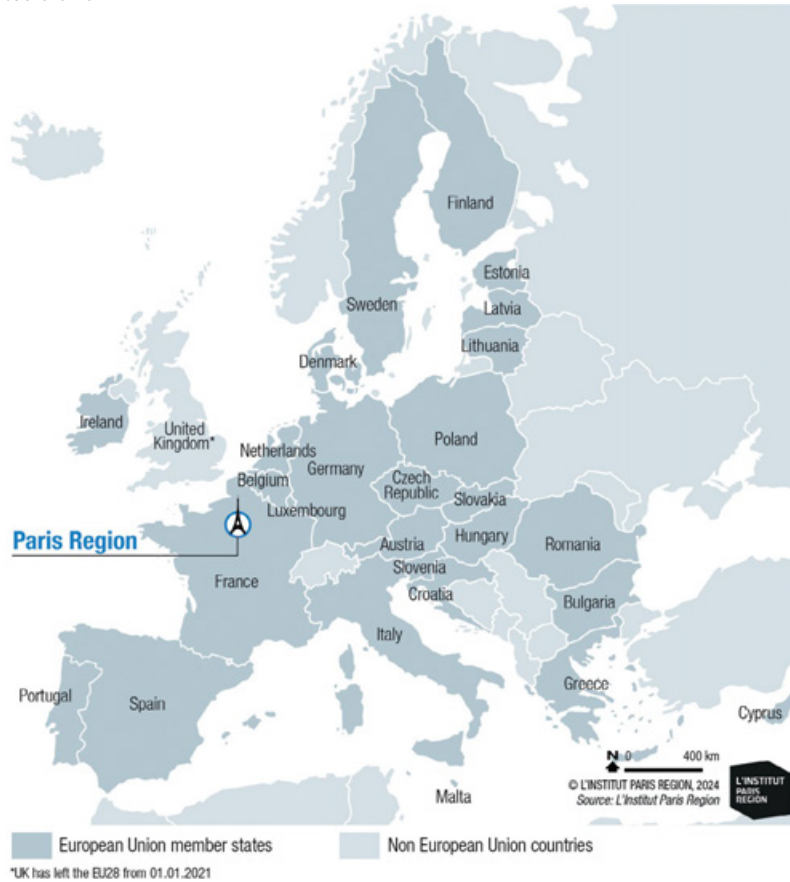 Finland
Estonia
Sweden
Latvia
Lithuania
Denmark
Ireland
United
Kingdom*
Netherlands
Poland
Germany
Belgium
Czech
Republic
Slovakia
Luxembourg
Paris Region
Austria
Hungary
Romania
Slovenia
France
Croatia
Bulgaria
Italy
Portugal
Spain
Greece
Cyprus
Malta
N 0 400 km
© L'INSTITUT PARIS REGION, 2024
Source: L'Institut Paris Region
L'INSTITUT
PARIS
REGION
European Union member states
Non European Union countries
*UK has left the EU28 from 01.01.2021